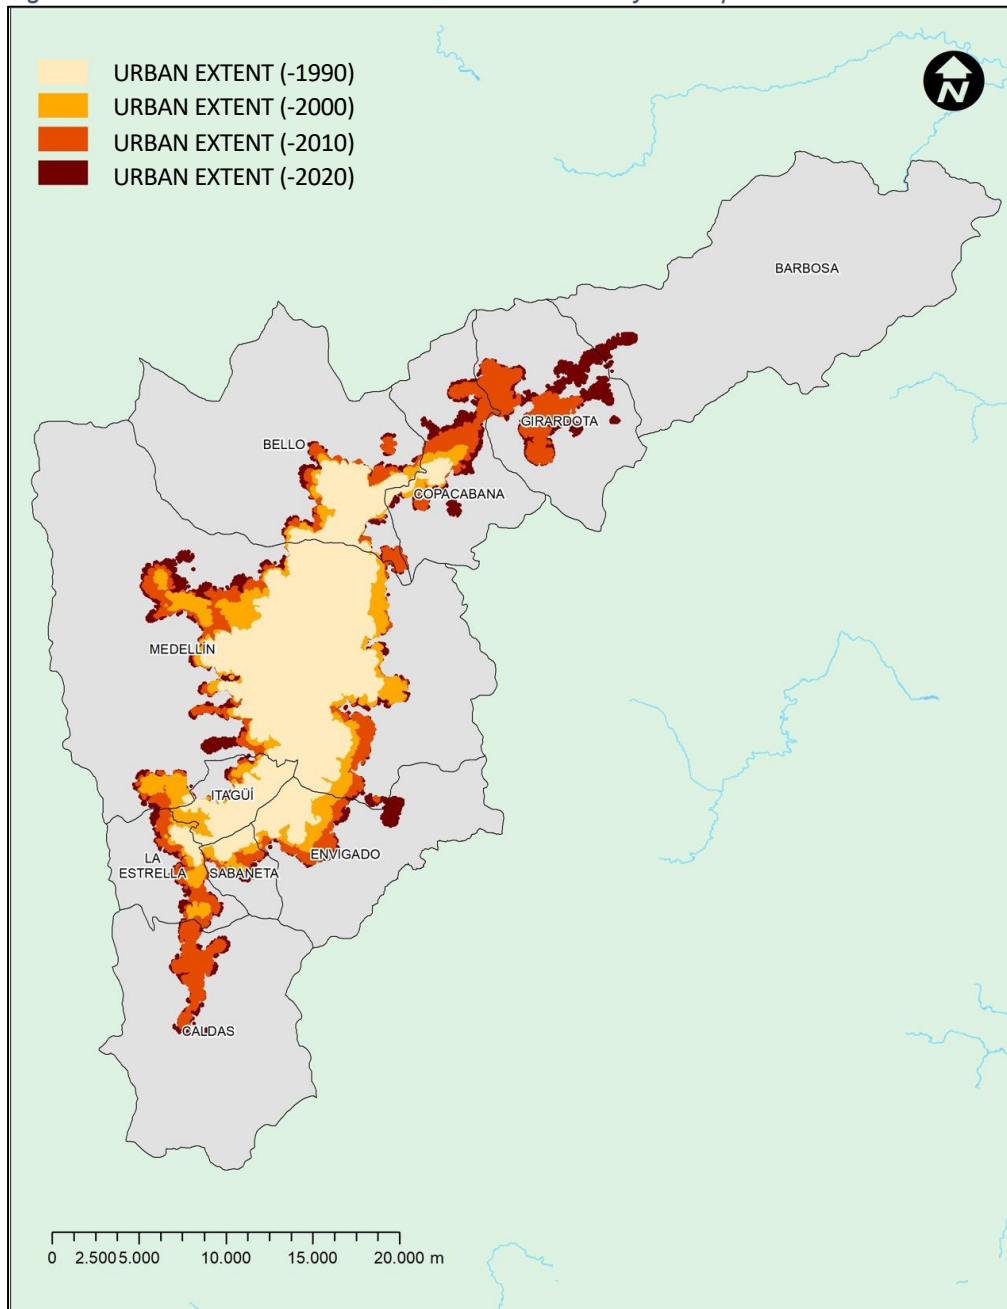 URBAN EXTENT (-1990)
URBAN EXTENT (-2000)
URBAN EXTENT (-2010)
URBAN EXTENT (-2020)
N
BARBOSA
GIRARDOTA
BELLO
COPACABANA
MEDELLÍN
ITAGÜÍ
ENVIGADO
LA
ESTRELLA
SABANETA
CALDAS
0 2.500 5.000 10.000 15.000 20.000 m